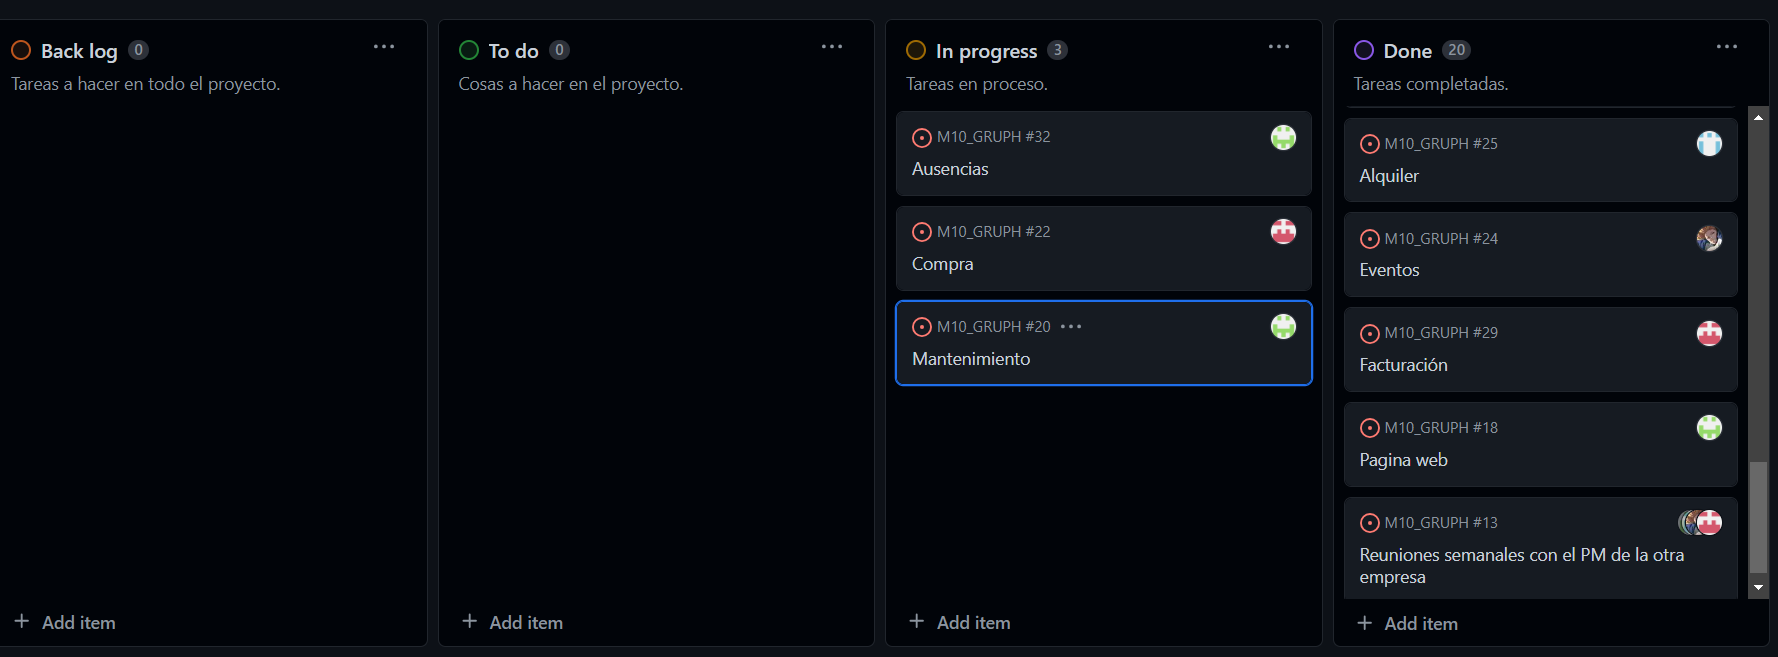 Back log 0
Tareas a hacer en todo el proyecto.
+ Add item
To do 0
Cosas a hacer en el proyecto.
+ Add item
In progress 3
Tareas en proceso.
M10_GRUPH #32
Ausencias
M10_GRUPH #22
Compra
M10_GRUPH #20
Mantenimiento
+ Add item
Done 20
Tareas completadas.
M10_GRUPH #25
Alquiler
M10_GRUPH #24
Eventos
M10_GRUPH #29
Facturación
M10_GRUPH #18
Pagina web
M10_GRUPH #13
Reuniones semanales con el PM de la otra
empresa
+ Add item